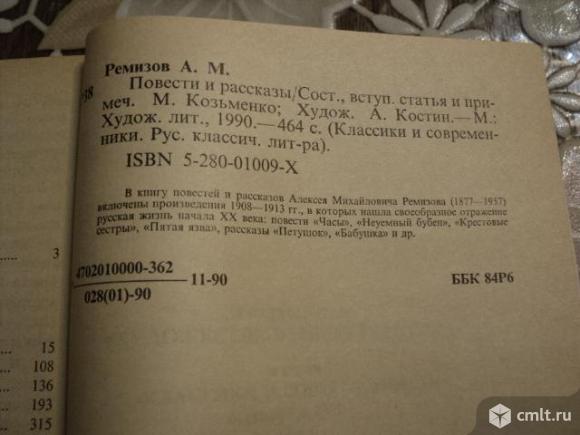 Ремизов А. М.
Повести и рассказы/Сост., вступ. статья и при-
меч. М. Козьменко; Худож. А. Костин.—М.:
Худож. лит., 1990.—464 с. (Классики и современ-
ники. Рус. классич. лит-ра).
ISBN 5-280-01009-X
В книгу повестей и рассказов Алексея Михайловича Ремизова (1877—1957)
включены произведения 1908—1913 гг., в которых нашла своеобразное отражение
русская жизнь начала XX века: повести «Часы», «Неуемный бубен», «Крестовые
сестры», «Пятая язва», рассказы «Петушок», «Бабушка» и др.
4702010000-362
028(01)-90
11-90
ББК 84Р6
3
15
108
136
193
315
cmlt.ru